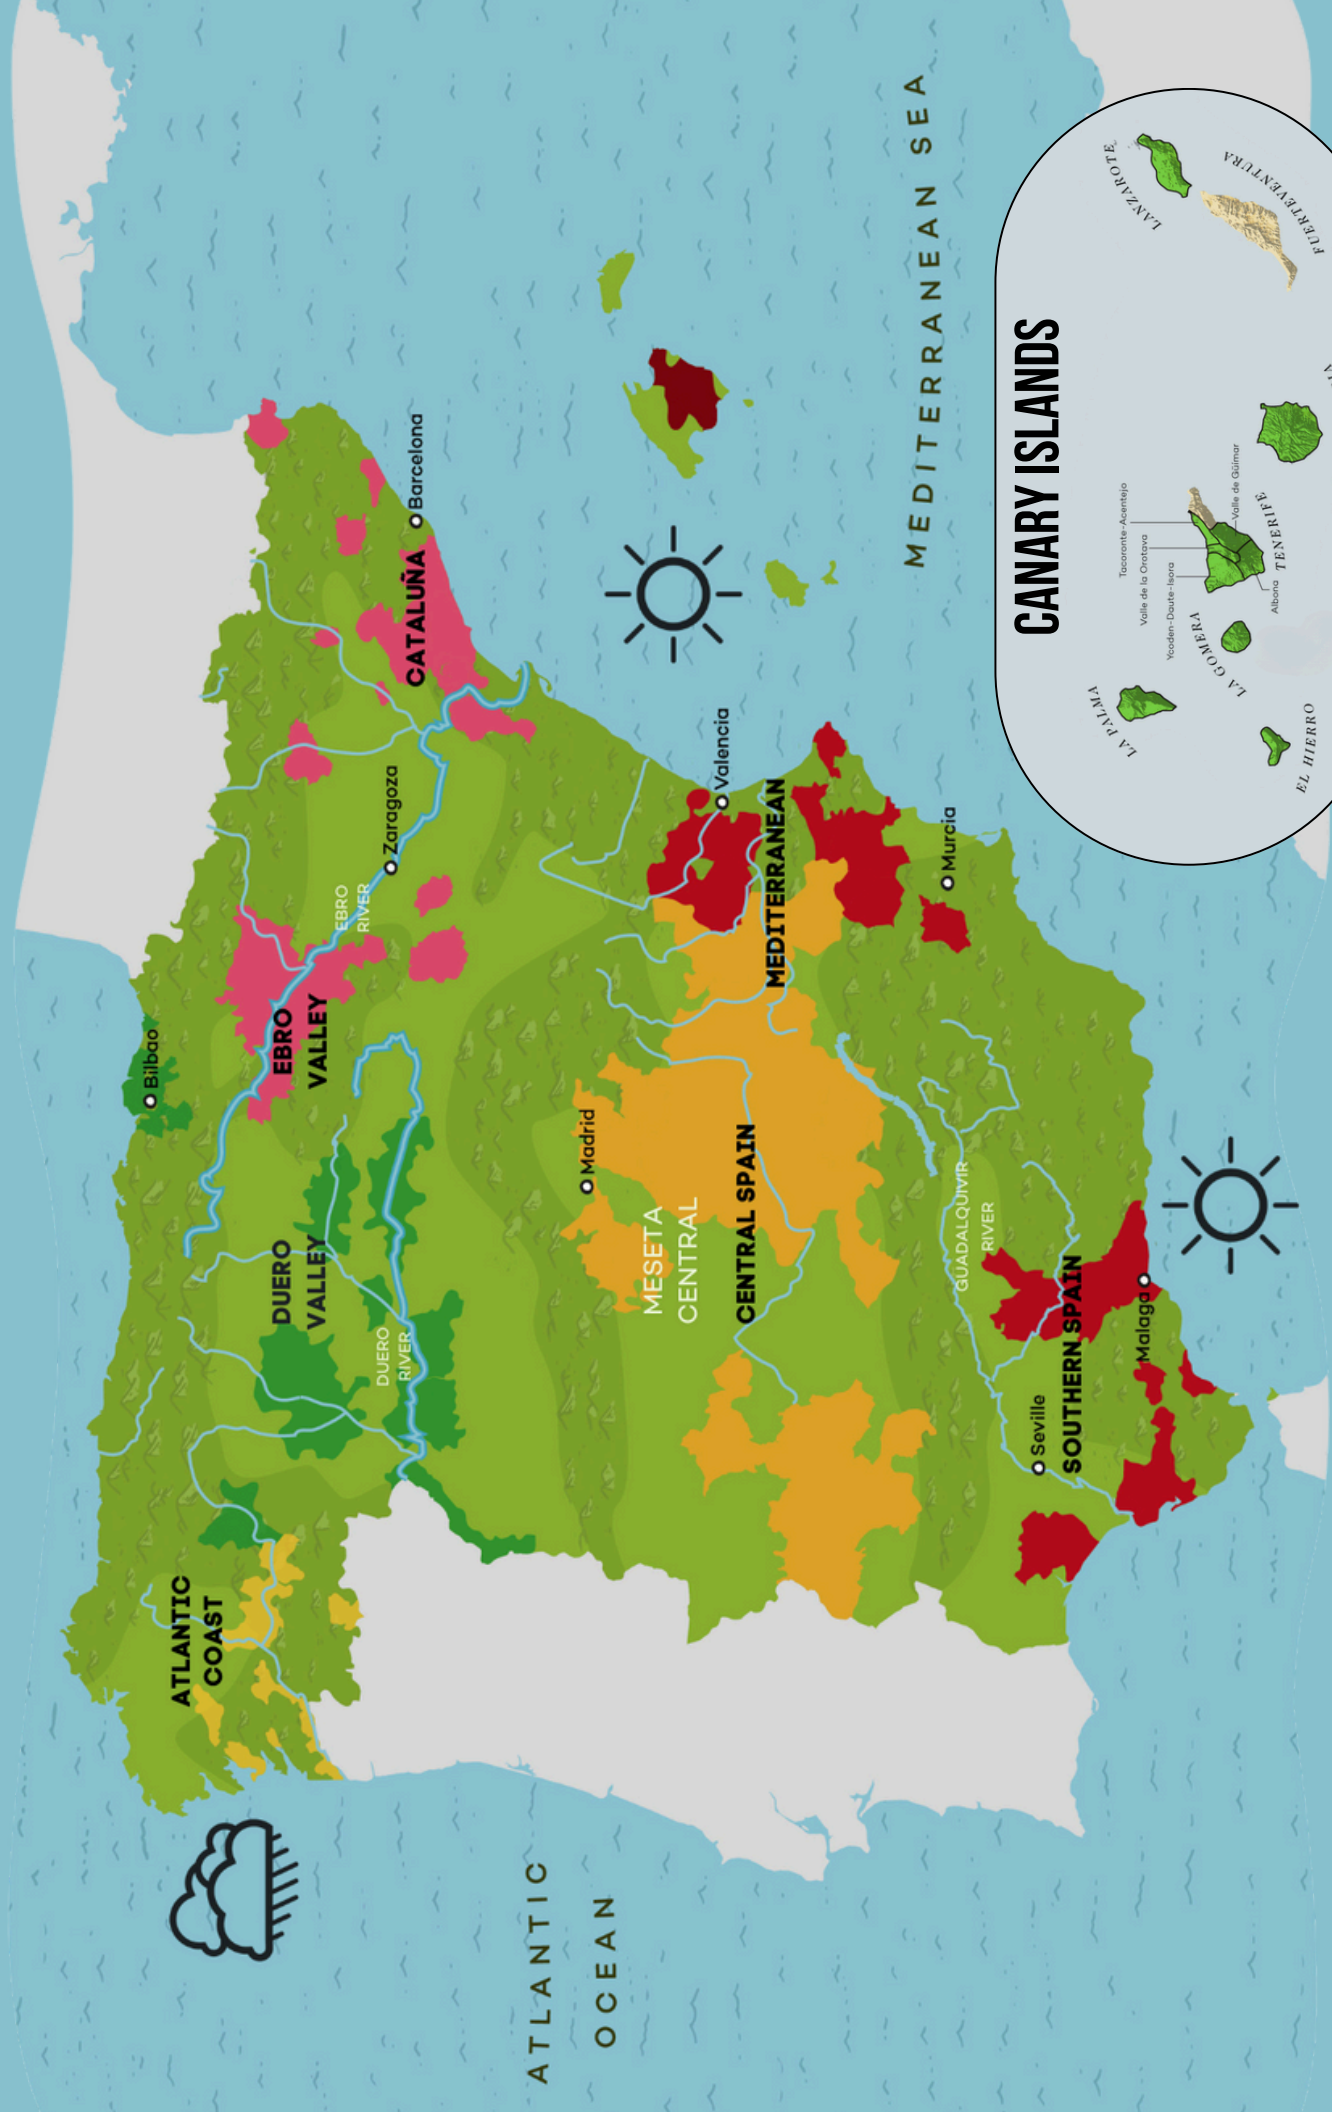 ATLANTIC
COAST
Bilbao
DUERO
VALLEY
EBRO
VALLEY
EBRO
RIVER
Zaragoza
CATALUÑA
Barcelona
DUERO
RIVER
ATLANTIC
OCEAN
Madrid
MESETA
CENTRAL
CENTRAL SPAIN
Valencia
MEDITERRANEAN
MEDITERRANEAN SEA
Murcia
GUADALQUIVIR
RIVER
Seville
SOUTHERN SPAIN
Malaga
CANARY ISLANDS
LA PALMA
EL HIERRO
LA GOMERA
Tacoronte-Acentejo
Valle de la Orotava
Ycoden-Daute-Isora
Valle de Güímar
Abona
TENERIFE
LANZAROTE
FUERTEVENTURA